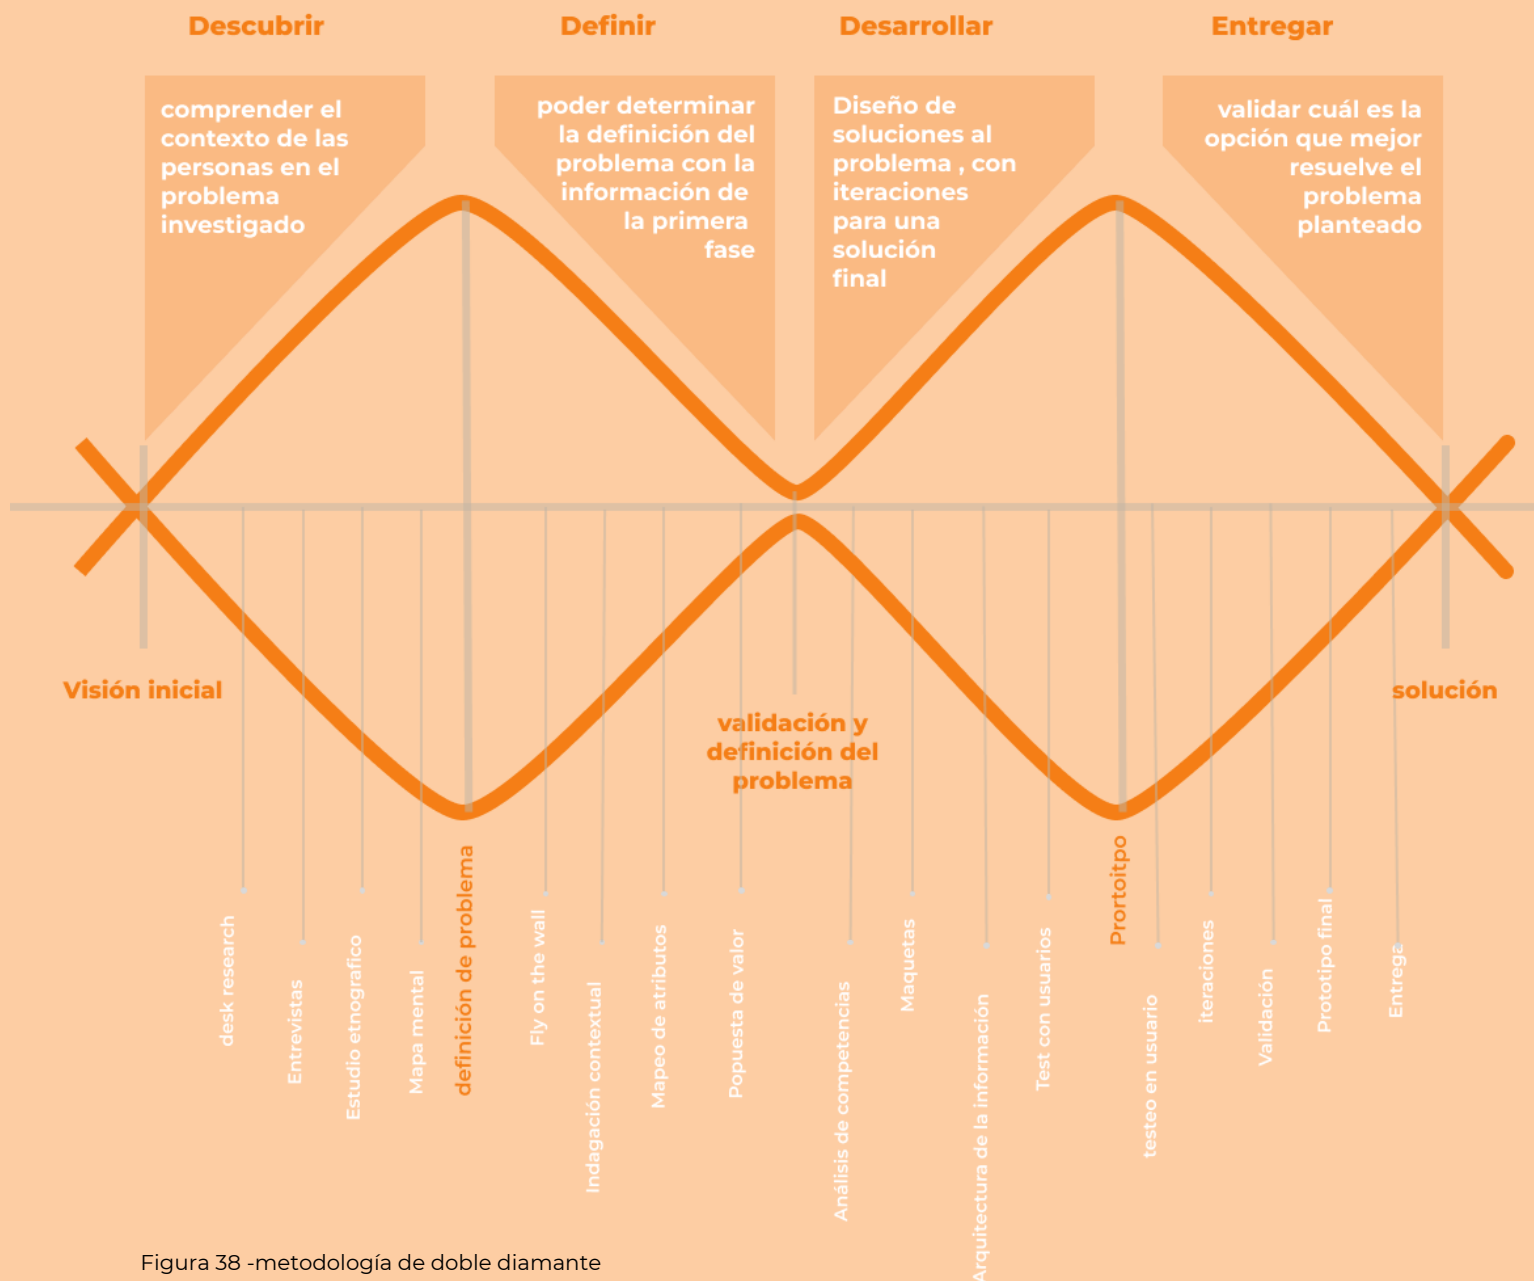 Descubrir
Definir
Desarrollar
Entregar
comprender el
contexto de las
personas en el
problema
investigado
poder determinar
la definición del
problema con la
información de
la primera
fase
Diseño de
soluciones al
problema , con
iteraciones
para una
solución
final
validar cuál es la
opción que mejor
resuelve el
problema
planteado
Visión inicial
validación y
definición del
problema
solución
desk research
Entrevistas
Estudio etnografico
Mapa mental
definición de problema
Fly on the wall
Indagación contextual
Mapeo de atributos
Popuesta de valor
Análisis de competencias
Maquetas
Arquitectura de la información
Test con usuarios
Prortoitpo
testeo en usuario
iteraciones
Validación
Prototipo final
Entrega
Figura 38 -metodología de doble diamante